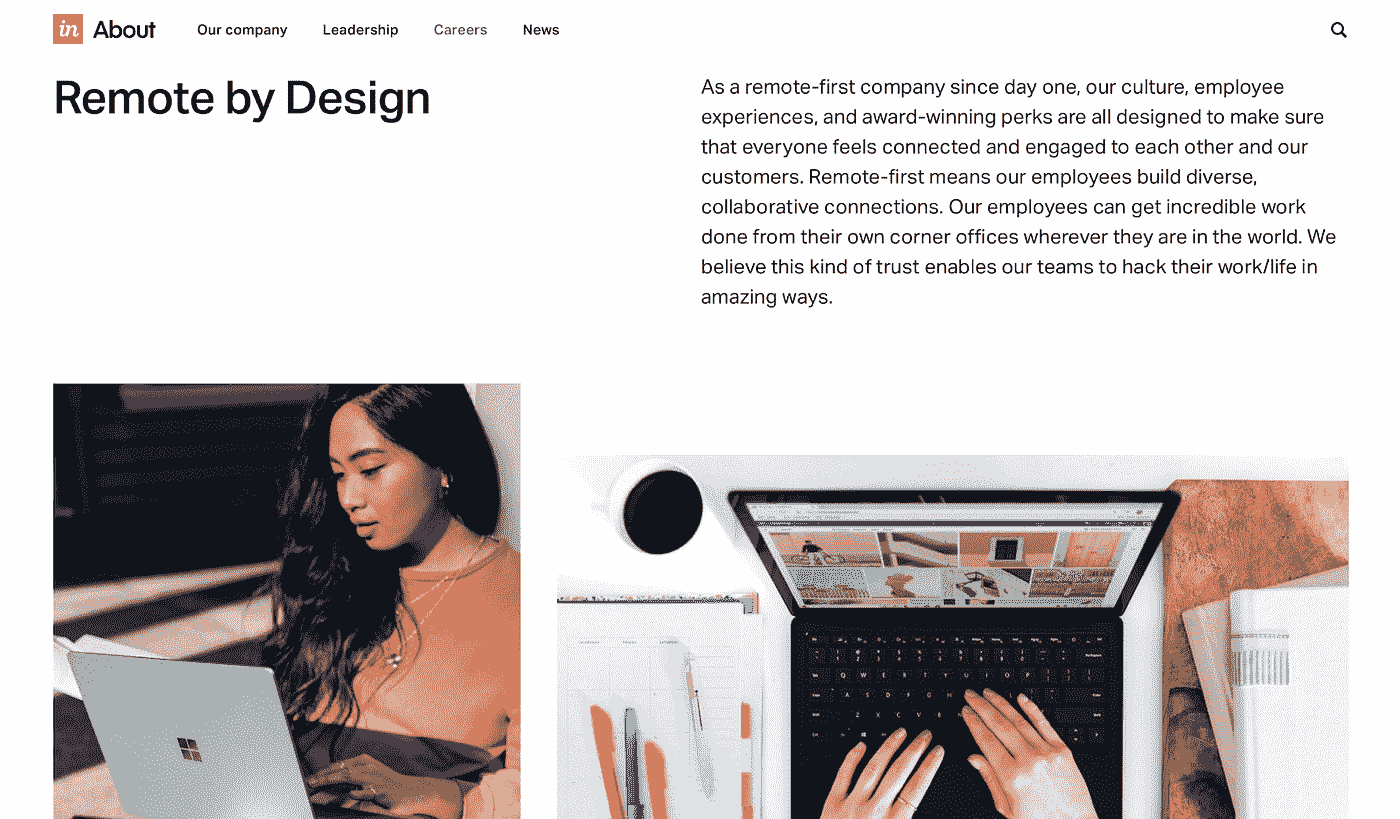 in About
Our company
Leadership
Careers
News
Remote by Design
As a remote-first company since day one, our culture, employee
experiences, and award-winning perks are all designed to make sure
that everyone feels connected and engaged to each other and our
customers. Remote-first means our employees build diverse,
collaborative connections. Our employees can get incredible work
done from their own corner offices wherever they are in the world. We
believe this kind of trust enables our teams to hack their work/life in
amazing ways.
Q W E R T Y U I O P
A S D F G
Z X C V B N